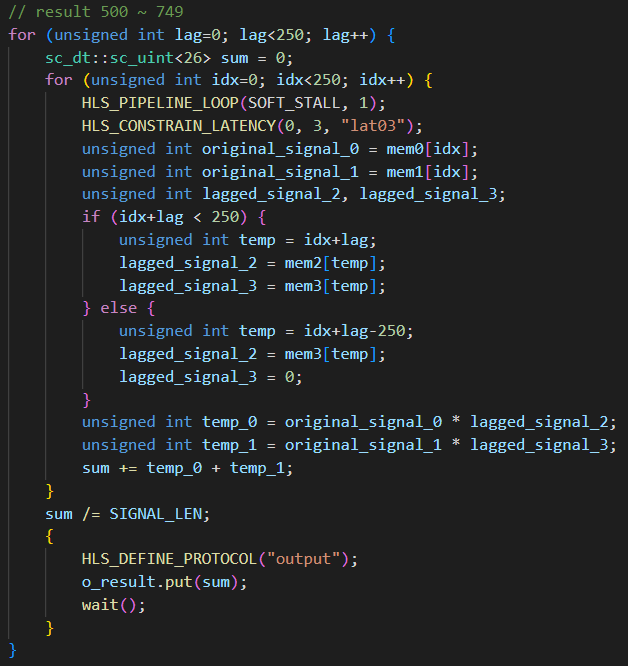 // result 500 ~ 749
for (unsigned int lag=0; lag<250; lag++) {
    sc_dt::sc_uint<26> sum = 0;
    for (unsigned int idx=0; idx<250; idx++) {
        HLS_PIPELINE_LOOP(SOFT_STALL, 1);
        HLS_CONSTRAIN_LATENCY(0, 3, "lat03");
        unsigned int original_signal_0 = mem0[idx];
        unsigned int original_signal_1 = mem1[idx];
        unsigned int lagged_signal_2, lagged_signal_3;
        if (idx+lag < 250) {
            unsigned int temp = idx+lag;
            lagged_signal_2 = mem2[temp];
            lagged_signal_3 = mem3[temp];
        } else {
            unsigned int temp = idx+lag-250;
            lagged_signal_2 = mem3[temp];
            lagged_signal_3 = 0;
        }
        unsigned int temp_0 = original_signal_0 * lagged_signal_2;
        unsigned int temp_1 = original_signal_1 * lagged_signal_3;
        sum += temp_0 + temp_1;
    }
    sum /= SIGNAL_LEN;
    {
        HLS_DEFINE_PROTOCOL("output");
        o_result.put(sum);
        wait();
    }
}